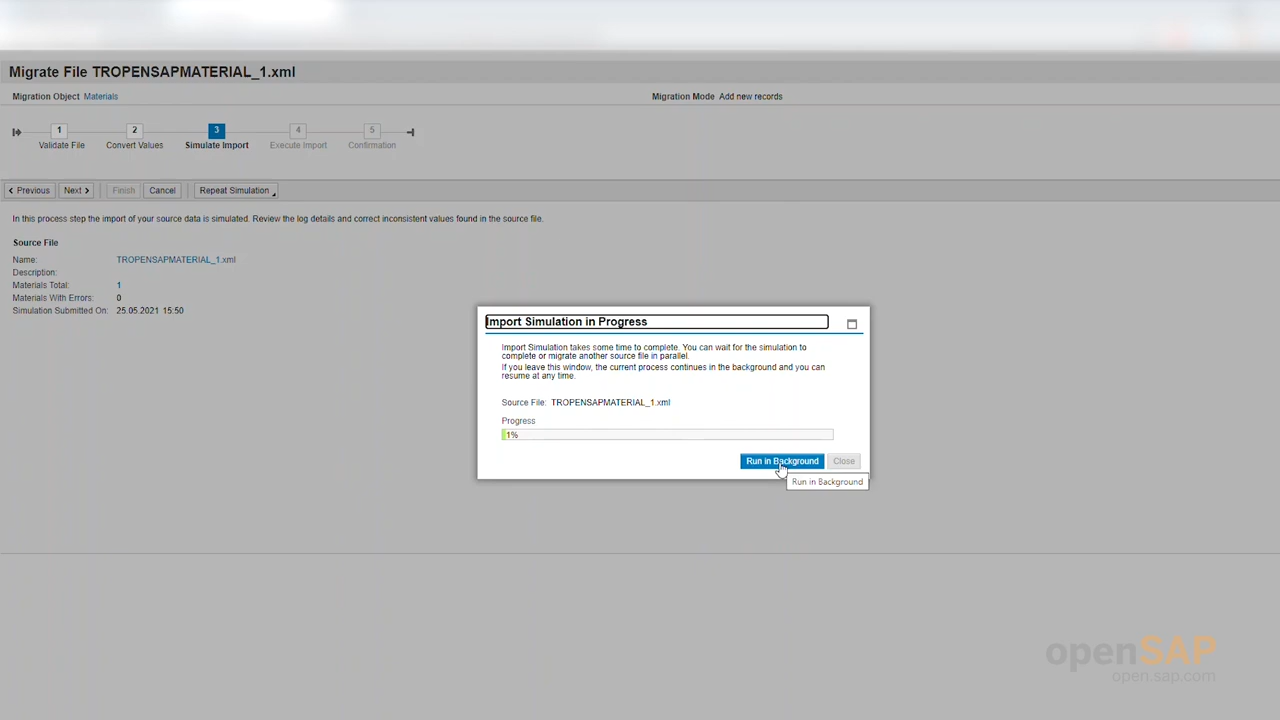 Migrate File TROPENSAPMATERIAL_1.xml
Migration Object Materials
Migration Mode Add new records
1 2 3 4 5
Validate File Convert Values Simulate Import Execute Import Confirmation
Previous Next Finish Cancel Repeat Simulation
In this process step the import of your source data is simulated. Review the log details and correct inconsistent values found in the source file.
Source File
Name: TROPENSAPMATERIAL_1.xml
Description:
Materials Total: 1
Materials With Errors: 0
Simulation Submitted On: 25.05.2021 15:50
Import Simulation in Progress
Import Simulation takes some time to complete. You can wait for the simulation to
complete or migrate another source file in parallel.
If you leave this window, the current process continues in the background and you can
resume at any time.
Source File: TROPENSAPMATERIAL_1.xml
Progress
1%
Run in Background Close
Run in Background
openSAP
open.sap.com